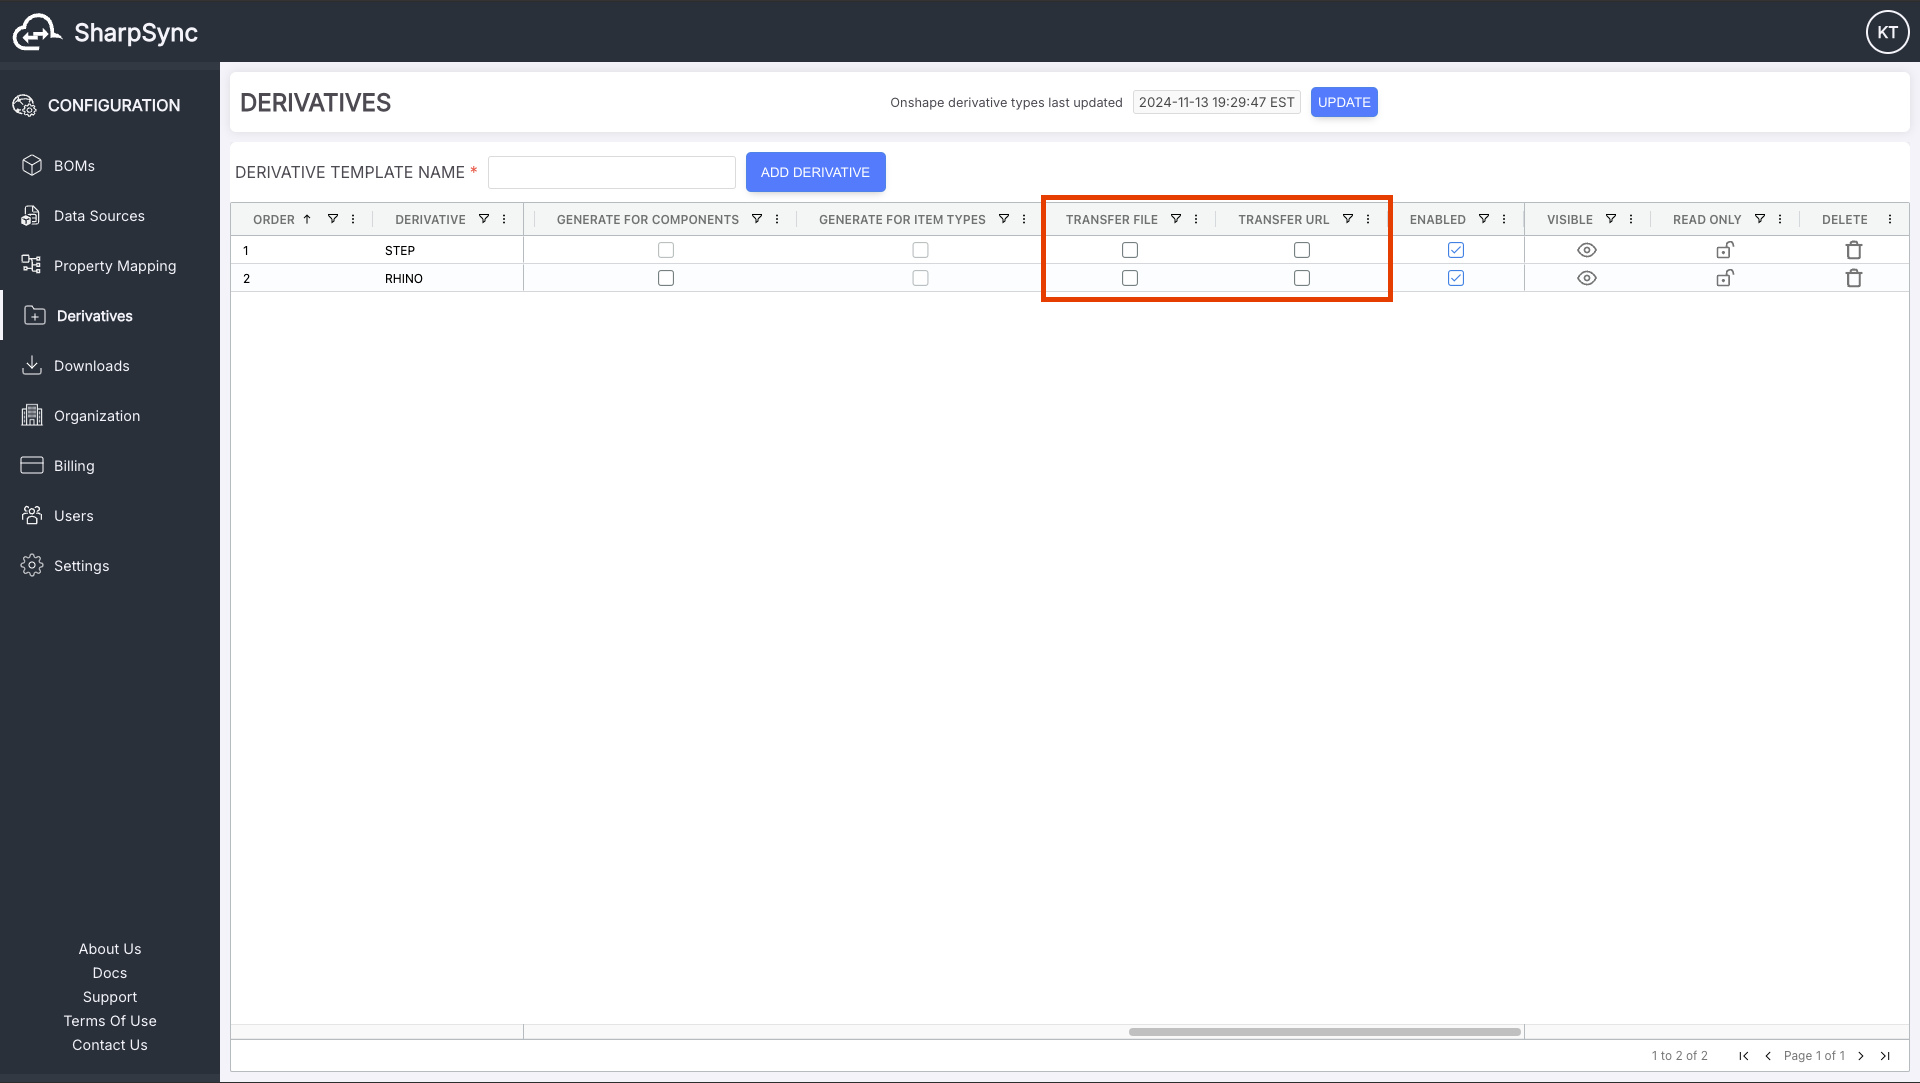 SharpSync
KT
CONFIGURATION
BOMs
Data Sources
Property Mapping
Derivatives
Downloads
Organization
Billing
Users
Settings
About Us
Docs
Support
Terms Of Use
Contact Us
DERIVATIVES
Onshape derivative types last updated 2024-11-13 19:29:47 EST UPDATE
DERIVATIVE TEMPLATE NAME * ADD DERIVATIVE
ORDER DERIVATIVE GENERATE FOR COMPONENTS GENERATE FOR ITEM TYPES TRANSFER FILE TRANSFER URL ENABLED VISIBLE READ ONLY DELETE
1 STEP
2 RHINO
1 to 2 of 2 Page 1 of 1